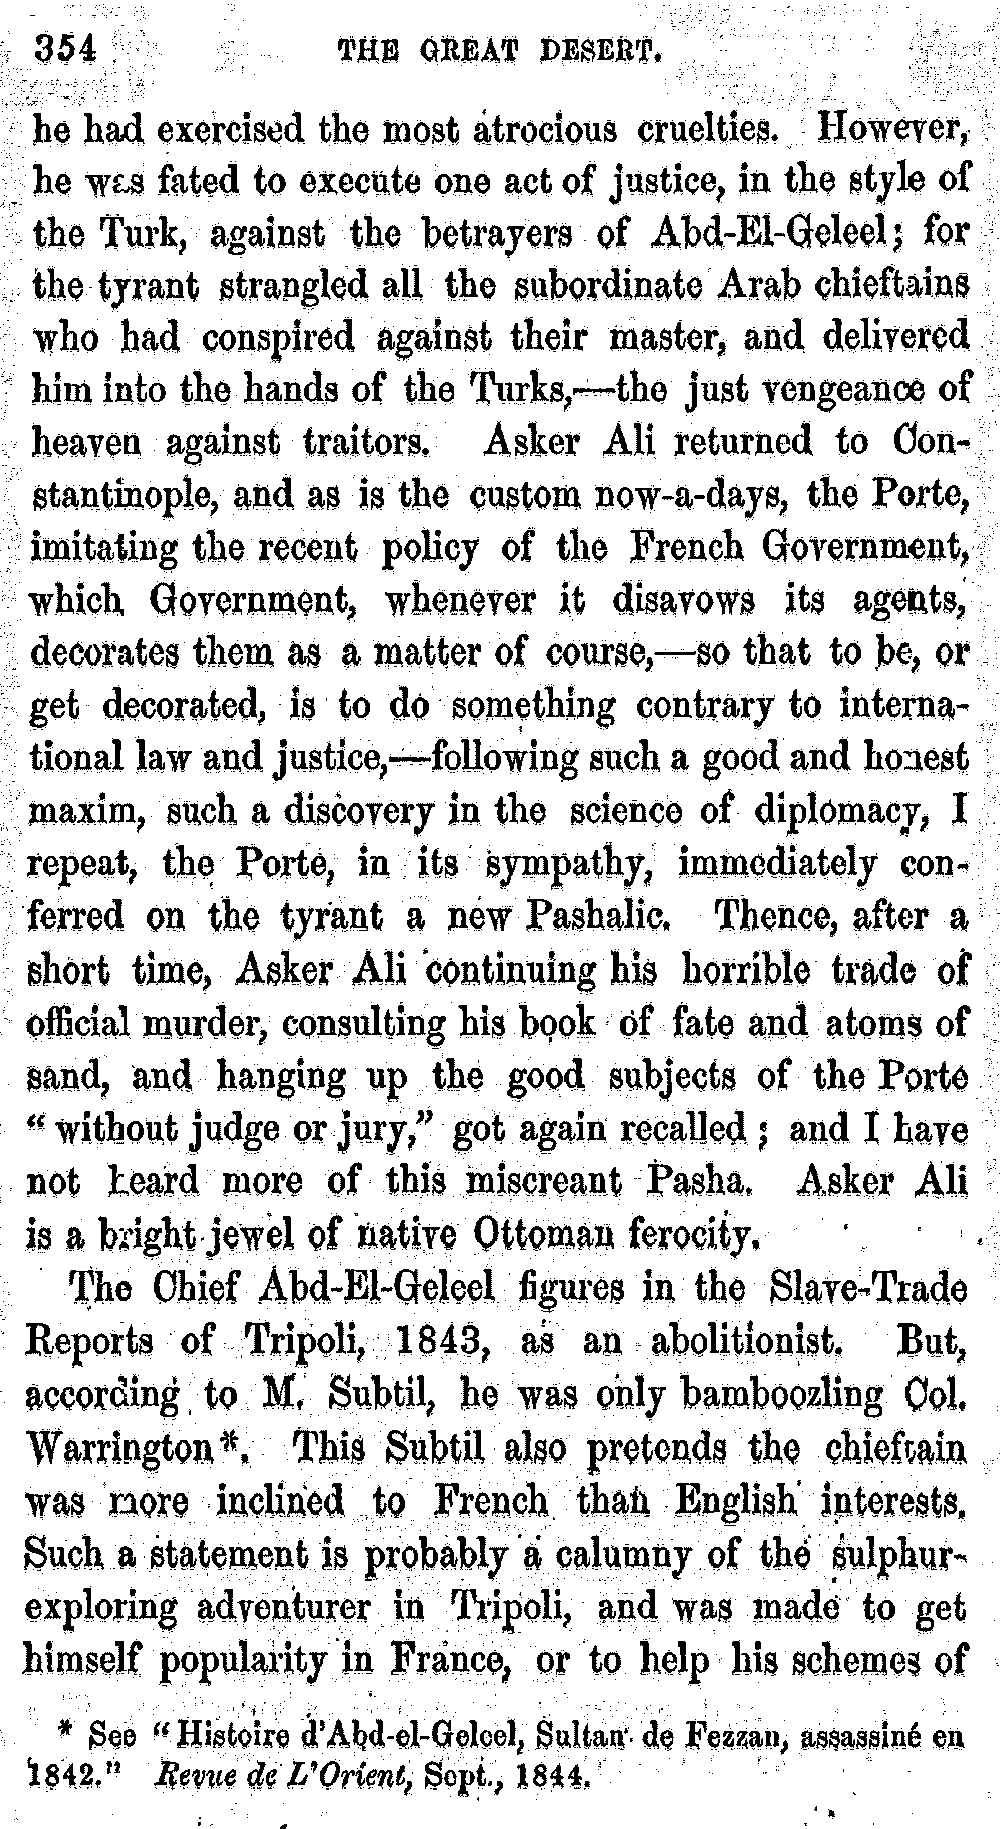 354 THE GREAT DESERT.
he had exercised the most atrocious cruelties. However,
he was fated to execute one act of justice, in the style of
the Turk, against the betrayers of Abd-El-Geleel; for
the tyrant strangled all the subordinate Arab chieftains
who had conspired against their master, and delivered
him into the hands of the Turks,—the just vengeance of
heaven against traitors. Asker Ali returned to Con-
stantinople, and as is the custom now-a-days, the Porte,
imitating the recent policy of the French Government,
which Government, whenever it disavows its agents,
decorates them as a matter of course,—so that to be, or
get decorated, is to do something contrary to interna-
tional law and justice,—following such a good and honest
maxim, such a discovery in the science of diplomacy, I
repeat, the Porte, in its sympathy, immediately con-
ferred on the tyrant a new Pashalic. Thence, after a
short time, Asker Ali continuing his horrible trade of
official murder, consulting his book of fate and atoms of
sand, and hanging up the good subjects of the Porte
“without judge or jury,” got again recalled; and I have
not heard more of this miscreant Pasha. Asker Ali
is a bright jewel of native Ottoman ferocity.
The Chief Abd-El-Geleel figures in the Slave-Trade
Reports of Tripoli, 1843, as an abolitionist. But,
according to M. Subtil, he was only bamboozling Col.
Warrington*. This Subtil also pretends the chieftain
was more inclined to French than English interests.
Such a statement is probably a calumny of the sulphur-
exploring adventurer in Tripoli, and was made to get
himself popularity in France, or to help his schemes of
* See “Histoire d’Abd-el-Geleel, Sultan de Fezzan, assassiné en
1842.” Revue de L’Orient, Sept., 1844.